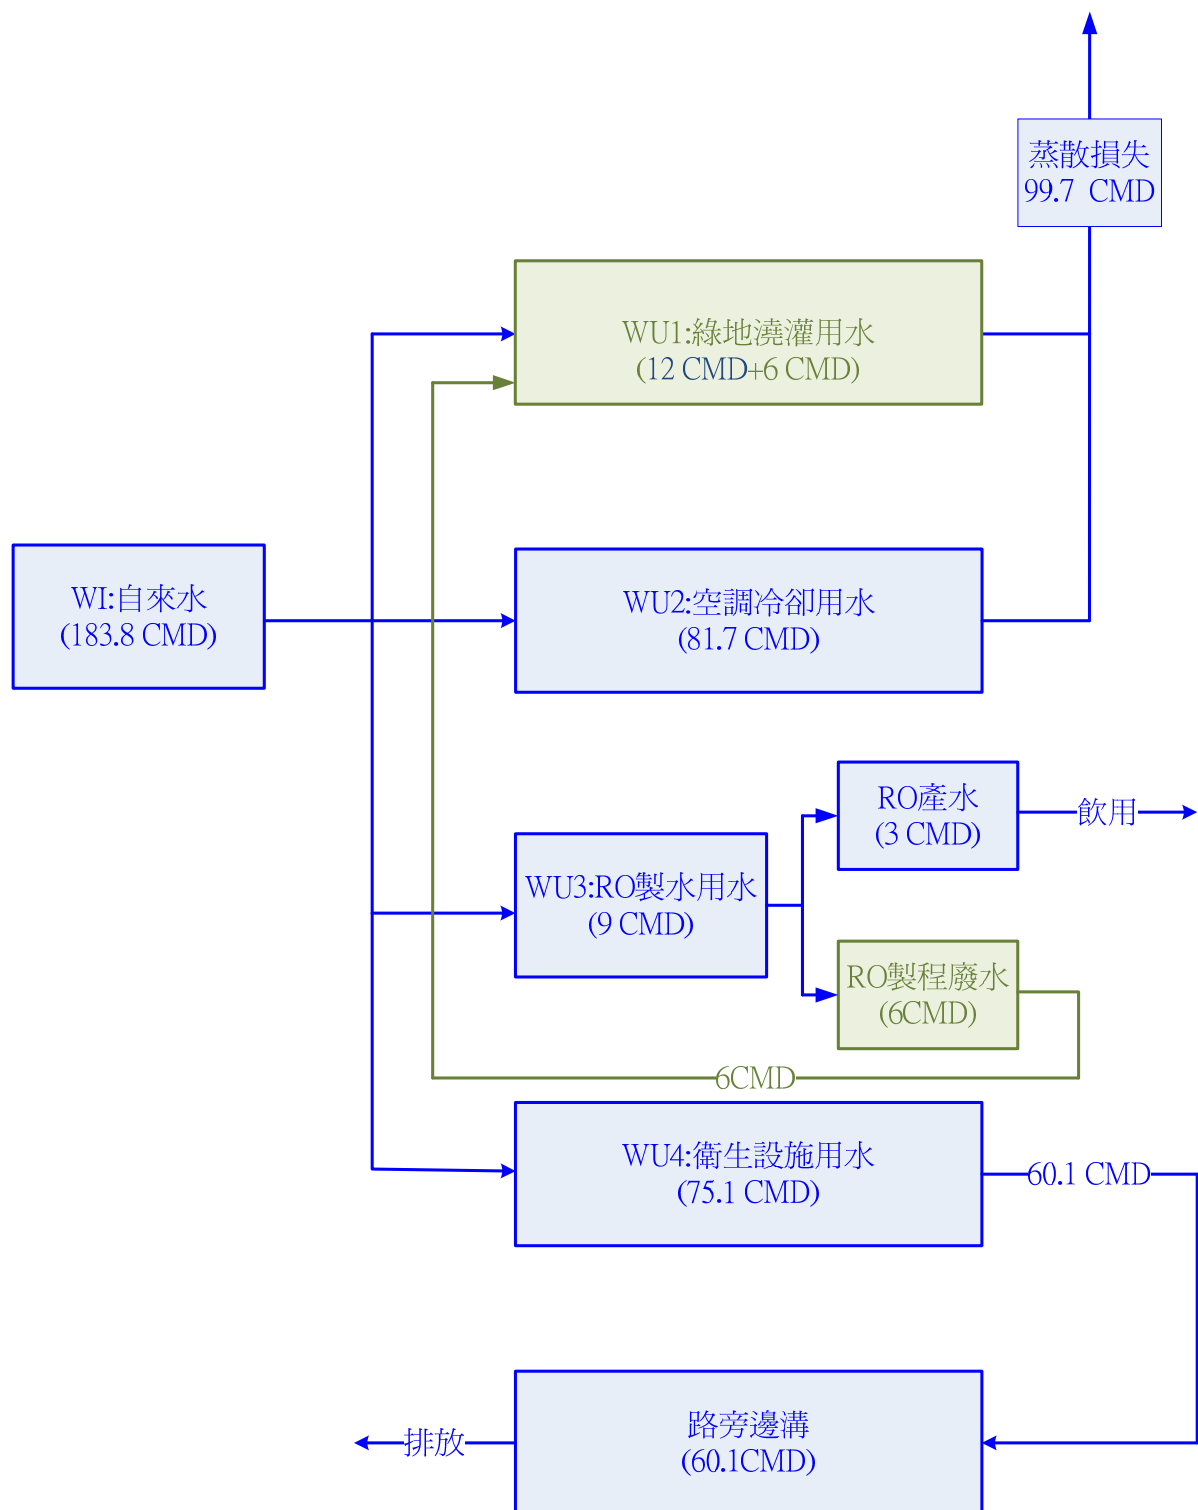 蒸散損失
99.7 CMD
WU1:綠地澆灌用水
(12 CMD+6 CMD)
WI:自來水
(183.8 CMD)
WU2:空調冷卻用水
(81.7 CMD)
RO產水
(3 CMD)
飲用
WU3:RO製水用水
(9 CMD)
RO製程廢水
(6CMD)
6CMD
WU4:衛生設施用水
(75.1 CMD)
60.1 CMD
路旁邊溝
(60.1CMD)
排放